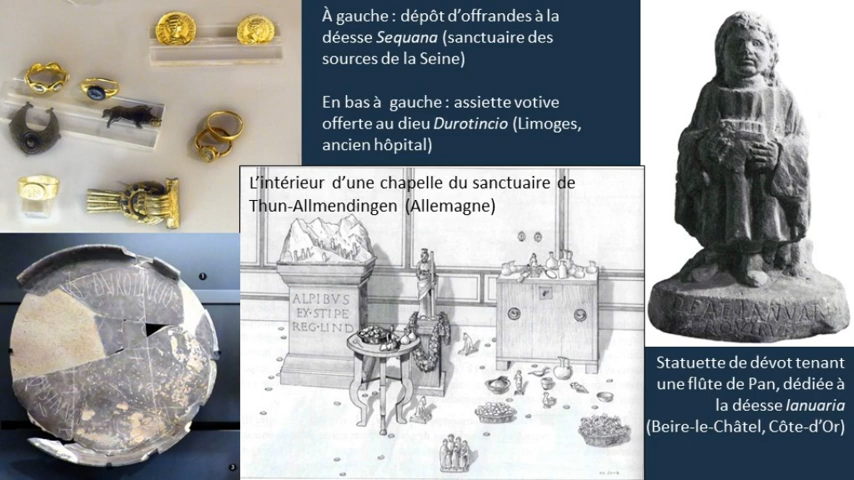 À gauche : dépôt d’offrandes à la
déesse Sequana (sanctuaire des
sources de la Seine)
En bas à  gauche : assiette votive
offerte au dieu Durotincio (Limoges,
ancien hôpital)
L’intérieur d’une chapelle du sanctuaire de
Thun-Allmendingen (Allemagne)
ALPIBVS
EX·STIPE
REG·LIND
Statuette de dévot tenant
une flûte de Pan, dédiée à
la déesse Ianuaria
(Beire-le-Châtel, Côte-d’Or)